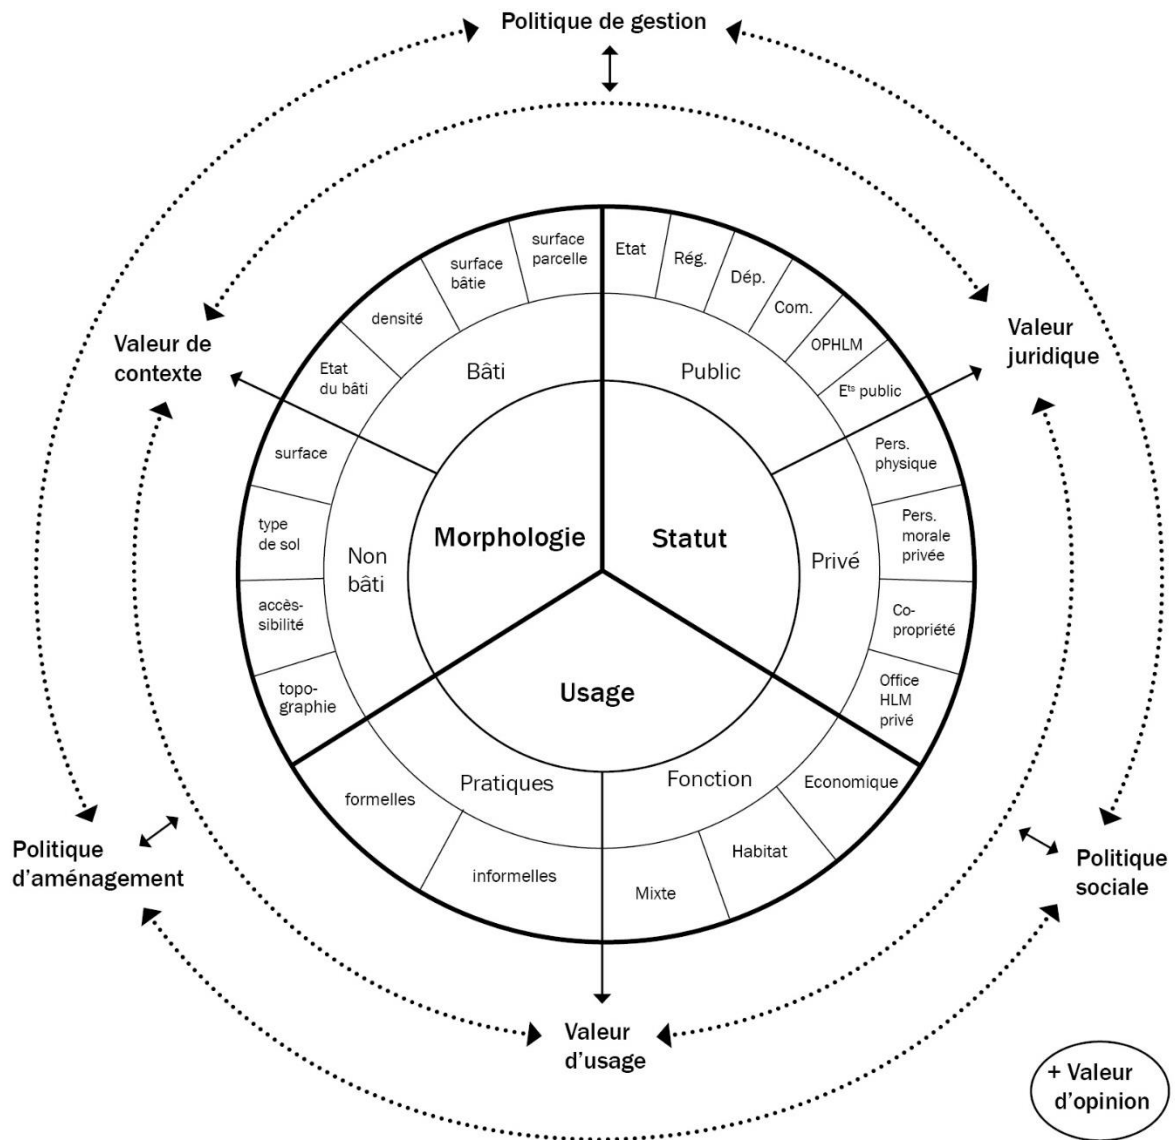 Politique de gestion
Valeur de
contexte
Valeur
juridique
Etat
du bâti
densité
surface
bâtie
surface
parcelle
Etat
Rég.
Dép.
Com.
OPHLM
Eᵗˢ public
Bâti
Public
surface
type
de sol
accès-
sibilité
topo-
graphie
Non
bâti
Morphologie
Statut
Usage
Privé
Pers.
physique
Pers.
morale
privée
Co-
propriété
Office
HLM
privé
Pratiques
Fonction
formelles
informelles
Mixte
Habitat
Economique
Politique
d'aménagement
Politique
sociale
Valeur
d'usage
+ Valeur
d'opinion